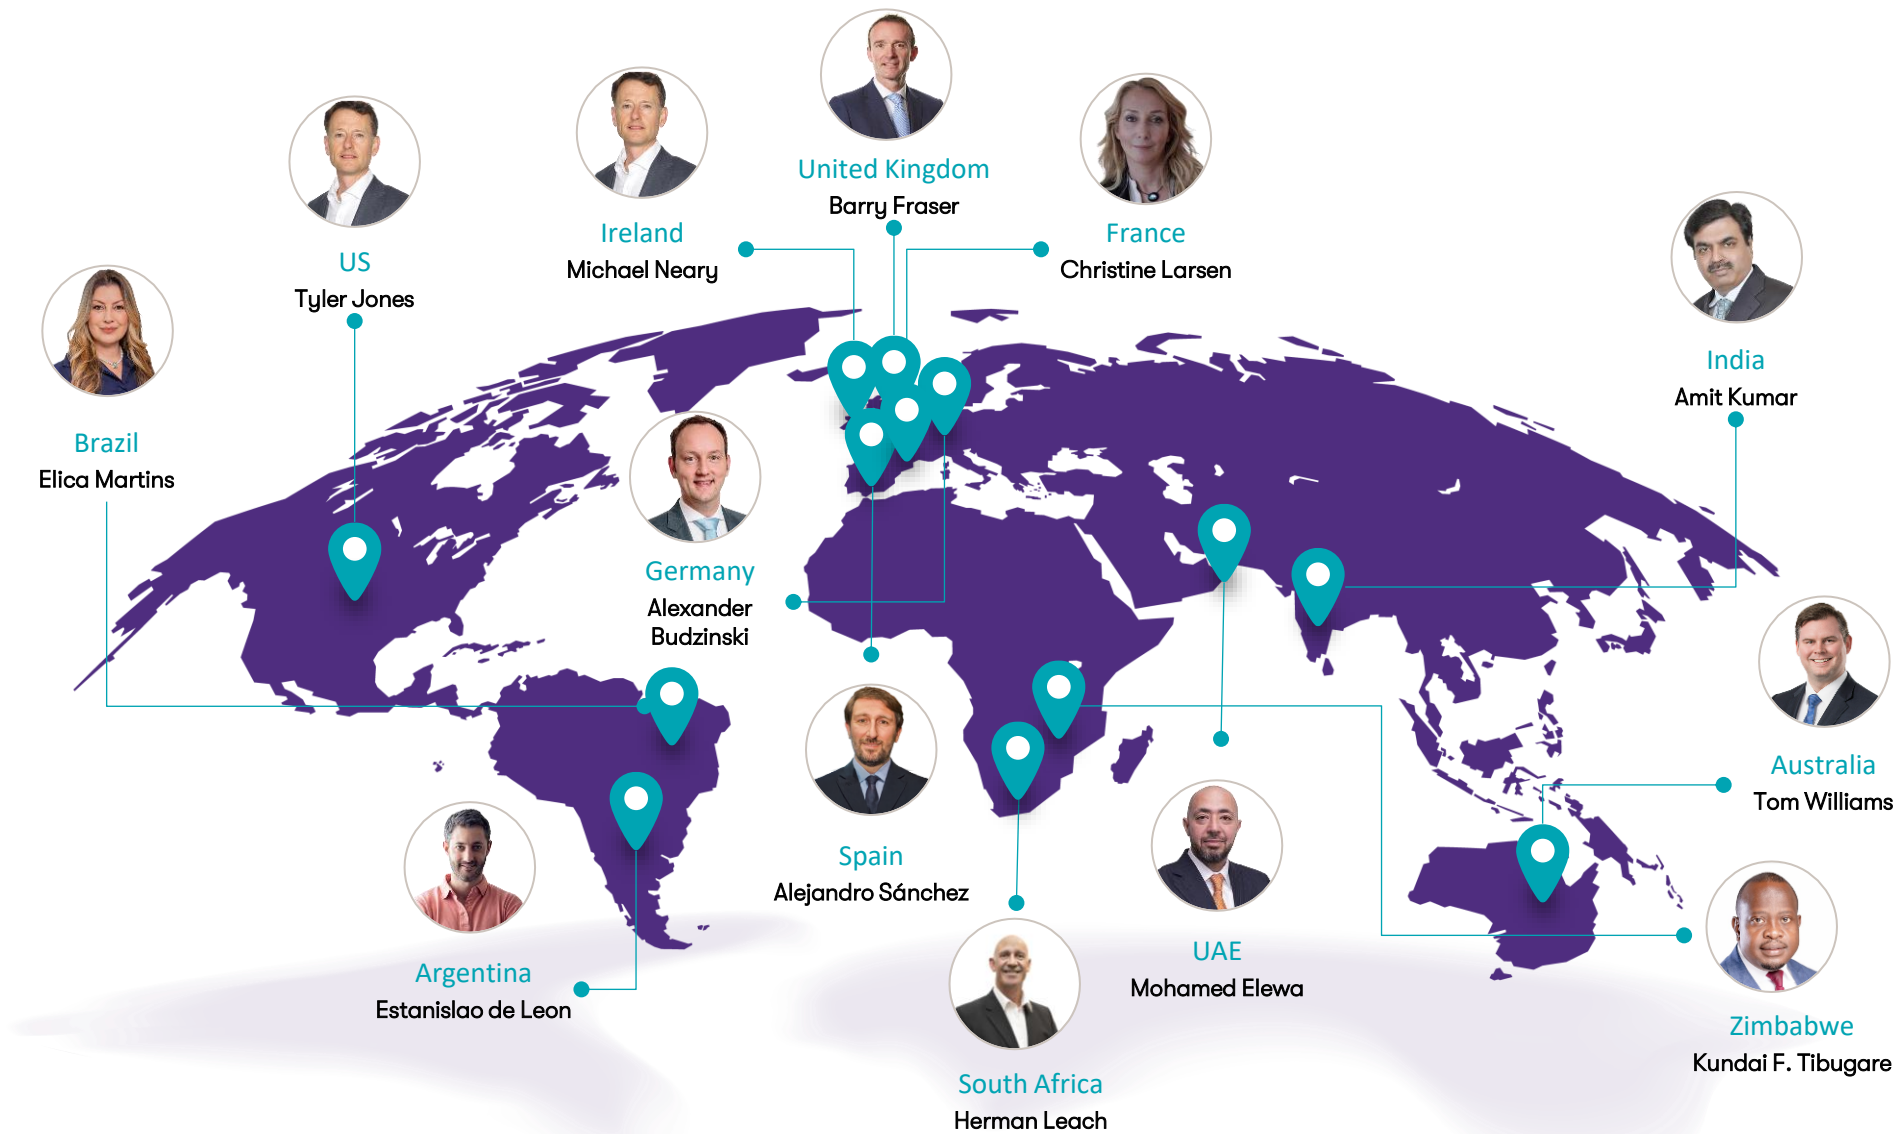 United Kingdom
Barry Fraser
Ireland
Michael Neary
France
Christine Larsen
US
Tyler Jones
India
Amit Kumar
Brazil
Elica Martins
Germany
Alexander
Budzinski
Australia
Tom Williams
Spain
Alejandro Sánchez
Argentina
Estanislao de Leon
UAE
Mohamed Elewa
Zimbabwe
Kundai F. Tibugare
South Africa
Herman Leach